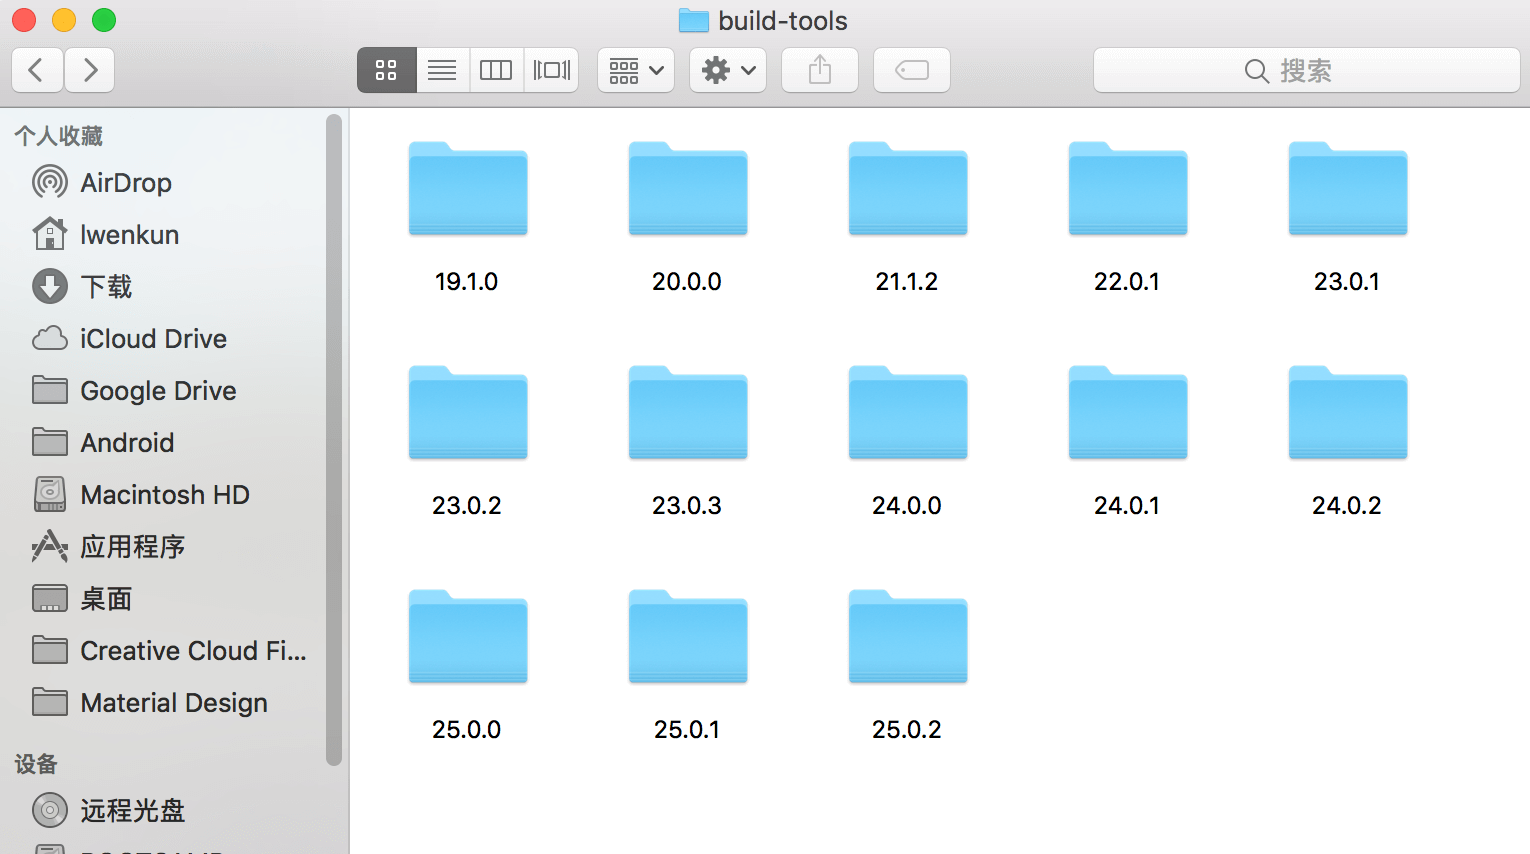 build-tools
搜索
个人收藏
AirDrop
lwenkun
下载
iCloud Drive
Google Drive
Android
Macintosh HD
应用程序
桌面
Creative Cloud Fi...
Material Design
设备
远程光盘
19.1.0 20.0.0 21.1.2 22.0.1 23.0.1
23.0.2 23.0.3 24.0.0 24.0.1 24.0.2
25.0.0 25.0.1 25.0.2